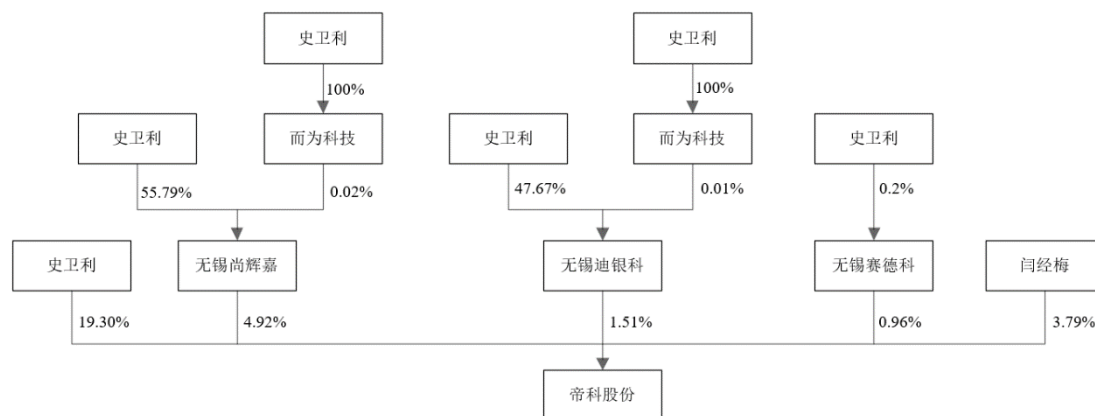 史卫利
史卫利
100%
100%
史卫利
而为科技
史卫利
而为科技
史卫利
55.79%
0.02%
47.67%
0.01%
0.2%
史卫利
无锡尚辉嘉
无锡迪银科
无锡赛德科
闫经梅
19.30%
4.92%
1.51%
0.96%
3.79%
帝科股份